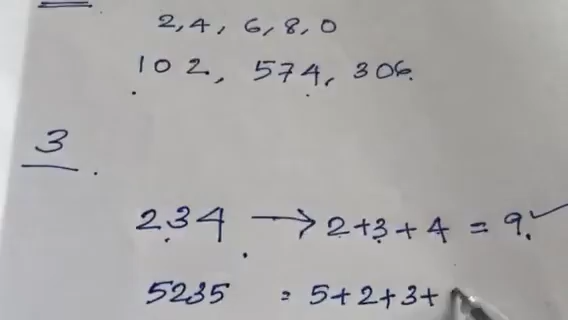 2, 4, 6, 8, 0
102, 574, 306.
3
234 → 2+3+4 = 9. ✓
5235 = 5+2+3+